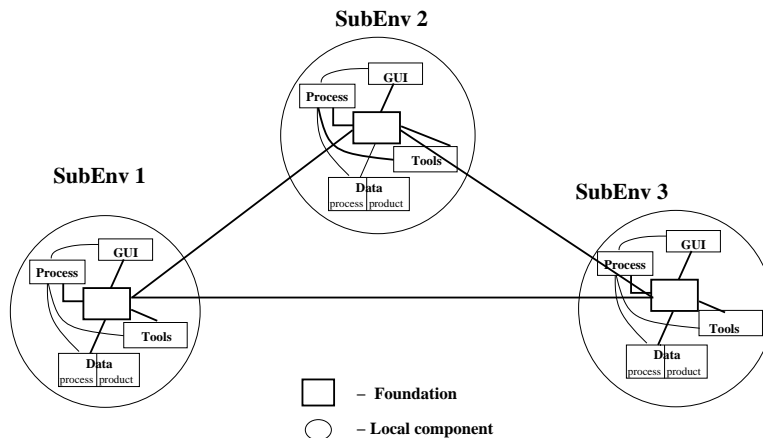 SubEnv 2
GUI
Process
Tools
Data
process product
SubEnv 1
GUI
Process
Tools
Data
process product
SubEnv 3
GUI
Process
Tools
Data
process product
– Foundation
– Local component